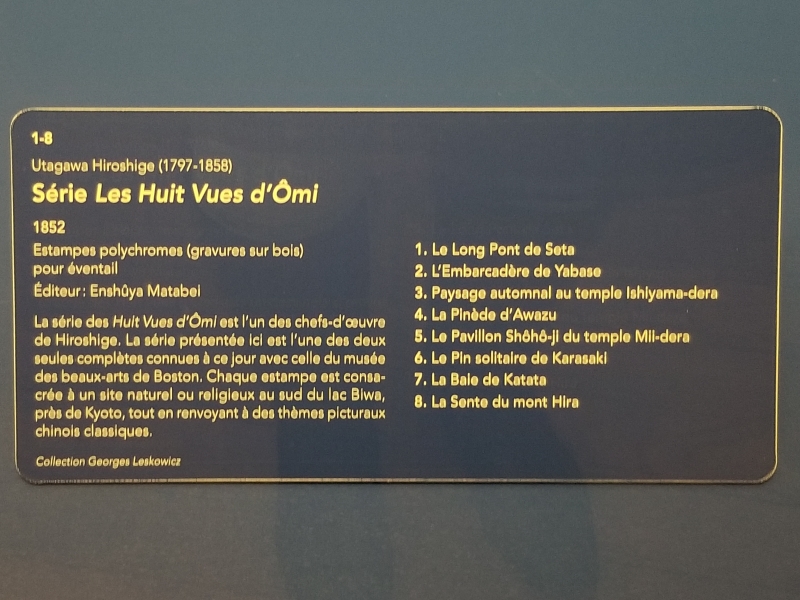 1-8
Utagawa Hiroshige (1797-1858)
Série Les Huit Vues d'Ômi
1852
Estampes polychromes (gravures sur bois)
pour éventail
Éditeur : Enshûya Matabei
La série des Huit Vues d'Ômi est l'un des chefs-d'œuvre
de Hiroshige. La série présentée ici est l'une des deux
seules complètes connues à ce jour avec celle du musée
des beaux-arts de Boston. Chaque estampe est consa-
crée à un site naturel ou religieux au sud du lac Biwa,
près de Kyoto, tout en renvoyant à des thèmes picturaux
chinois classiques.
Collection Georges Leskowicz
1. Le Long Pont de Seta
2. L'Embarcadère de Yabase
3. Paysage automnal au temple Ishiyama-dera
4. La Pinède d'Awazu
5. Le Pavillon Shôhô-ji du temple Mii-dera
6. Le Pin solitaire de Karasaki
7. La Baie de Katata
8. La Sente du mont Hira